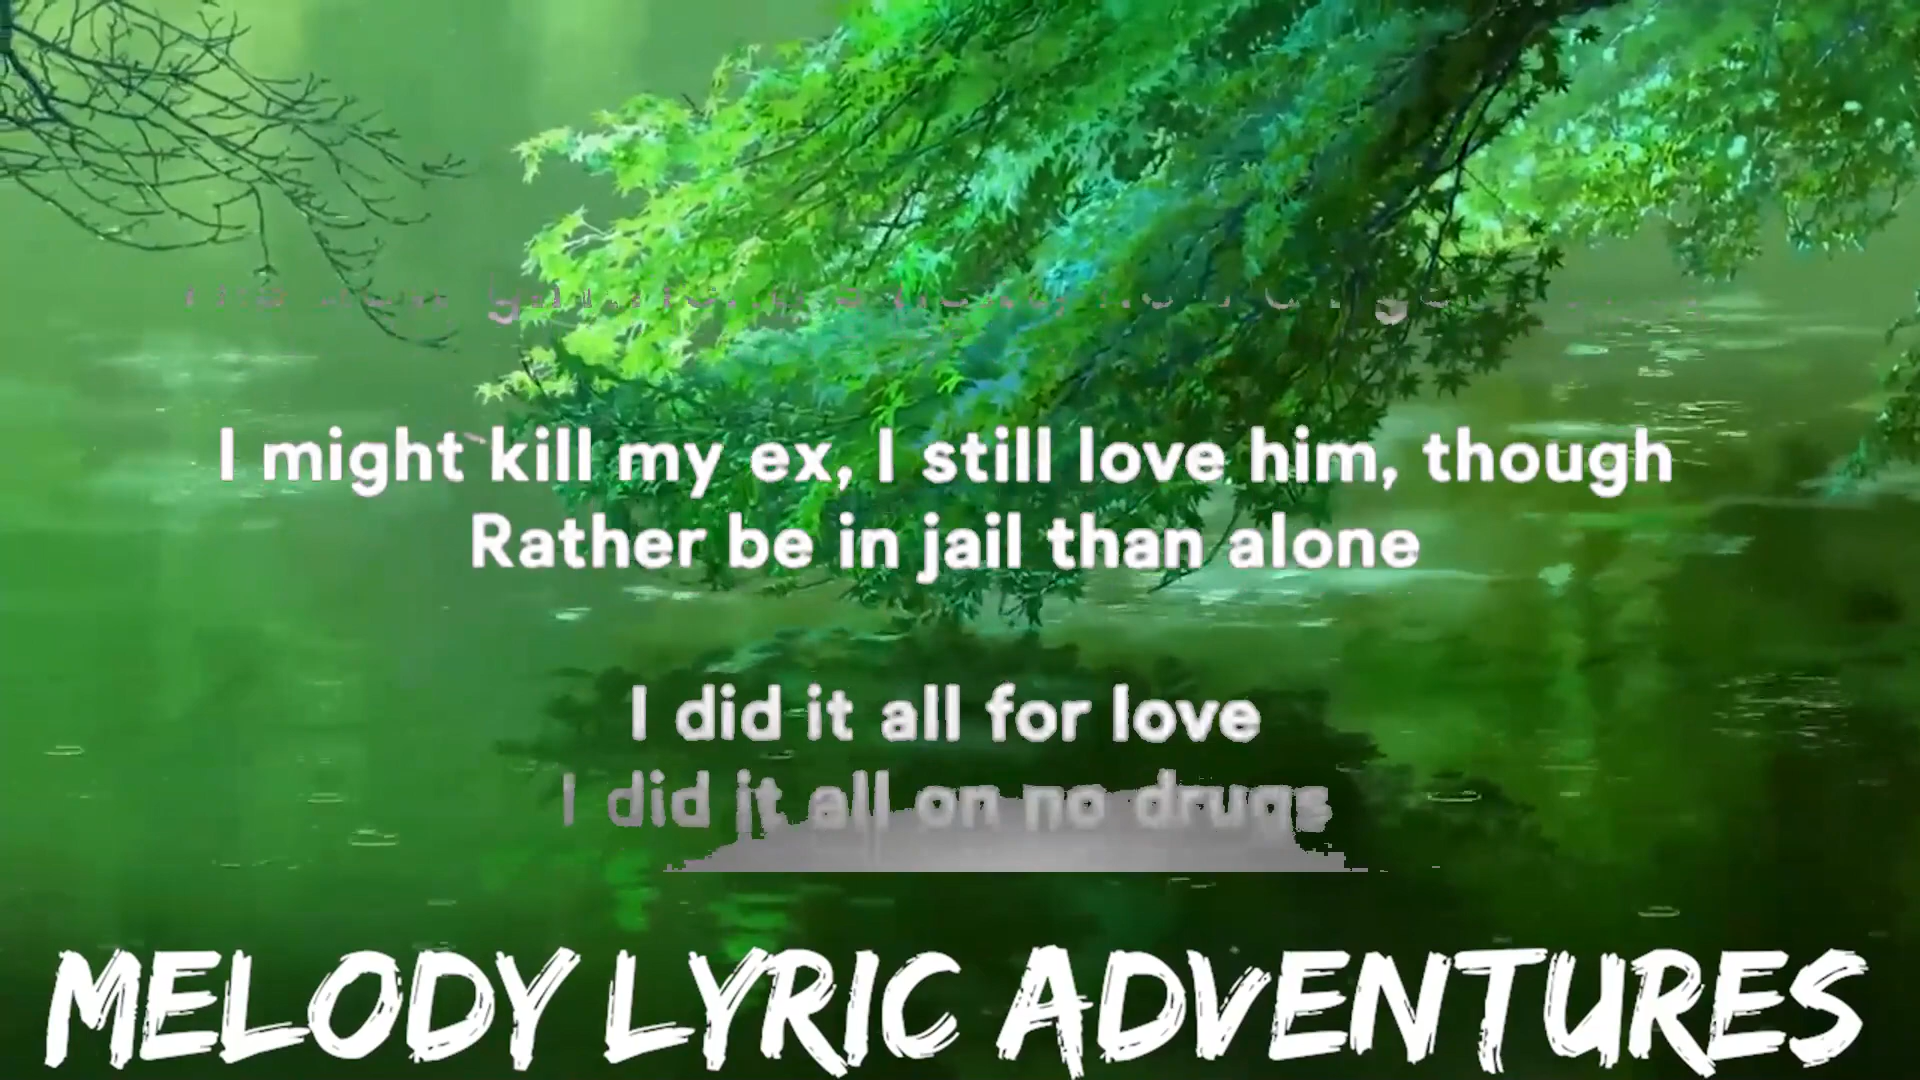 I might kill my ex, I still love him, though
Rather be in jail than alone
I did it all for love
I did it all on no drugs
MELODY LYRIC ADVENTURES